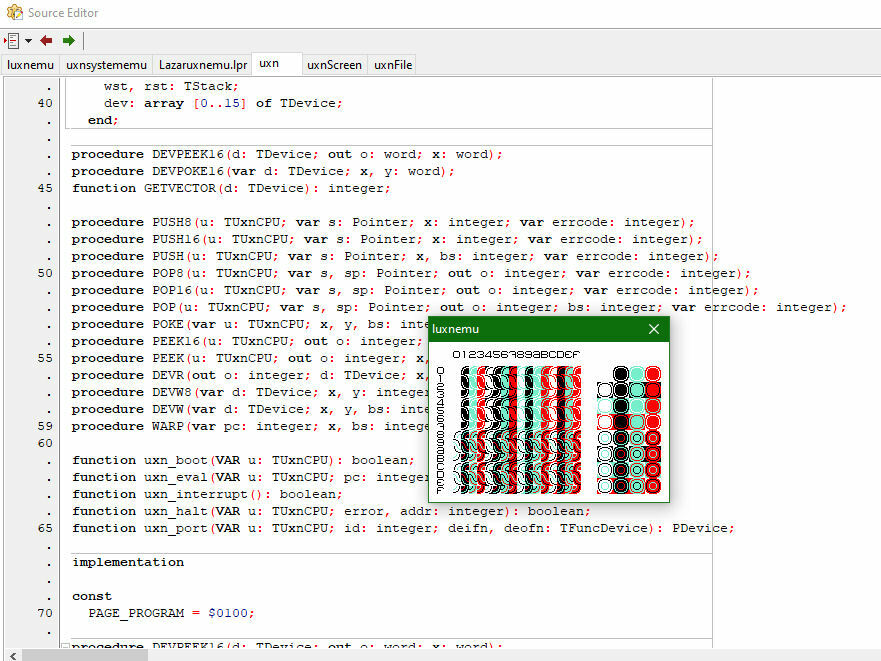 Source Editor
luxnemu uxnsystememu Lazaruxnemu.lpr uxn uxnScreen uxnFile
. wst, rst: TStack;
40 dev: array [0..15] of TDevice;
. end;
.
. procedure DEVPEEK16(d: TDevice; out o: word; x: word);
. procedure DEVPOKE16(var d: TDevice; x, y: word);
45 function GETVECTOR(d: TDevice): integer;
.
. procedure PUSH8(u: TUxnCPU; var s: Pointer; x: integer; var errcode: integer);
. procedure PUSH16(u: TUxnCPU; var s: Pointer; x: integer; var errcode: integer);
. procedure PUSH(u: TUxnCPU; var s: Pointer; x, bs: integer; var errcode: integer);
50 procedure POP8(u: TUxnCPU; var s, sp: Pointer; out o: integer; var errcode: integer);
. procedure POP16(u: TUxnCPU; var s, sp: Pointer; out o: integer; var errcode: integer);
. procedure POP(u: TUxnCPU; var s, sp: Pointer; out o: integer; bs: integer; var errcode: integer);
. procedure POKE(var u: TUxnCPU; x, y, bs: inte
. procedure PEEK16(u: TUxnCPU; out o: integer;
55 procedure PEEK(u: TUxnCPU; out o: integer; x,
. procedure DEVR(out o: integer; d: TDevice; x,
. procedure DEVW8(var d: TDevice; x, y: integer
. procedure DEVW(var d: TDevice; x, y, bs: inte
59 procedure WARP(var pc: integer; x, bs: intege
60
. function uxn_boot(VAR u: TUxnCPU): boolean;
. function uxn_eval(VAR u: TUxnCPU; pc: integer
. function uxn_interrupt(): boolean;
. function uxn_halt(VAR u: TUxnCPU; error, addr: integer): boolean;
65 function uxn_port(VAR u: TUxnCPU; id: integer; deifn, deofn: TFuncDevice): PDevice;
.
. implementation
.
. const
70 PAGE_PROGRAM = $0100;
.
. procedure DEVPEEK16(d: TDevice; out o: word; x: word);
luxnemu
0123456789ABCDEF
0
1
2
3
4
5
6
7
8
9
A
B
C
D
E
F